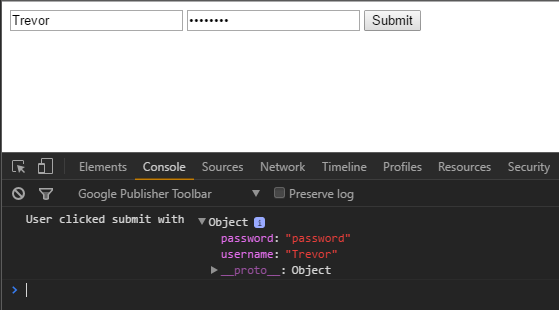 Trevor •••••••• Submit
Elements Console Sources Network Timeline Profiles Resources Security
Google Publisher Toolbar ▼ Preserve log
User clicked submit with ▼Object i
password: "password"
username: "Trevor"
▶__proto__: Object
>